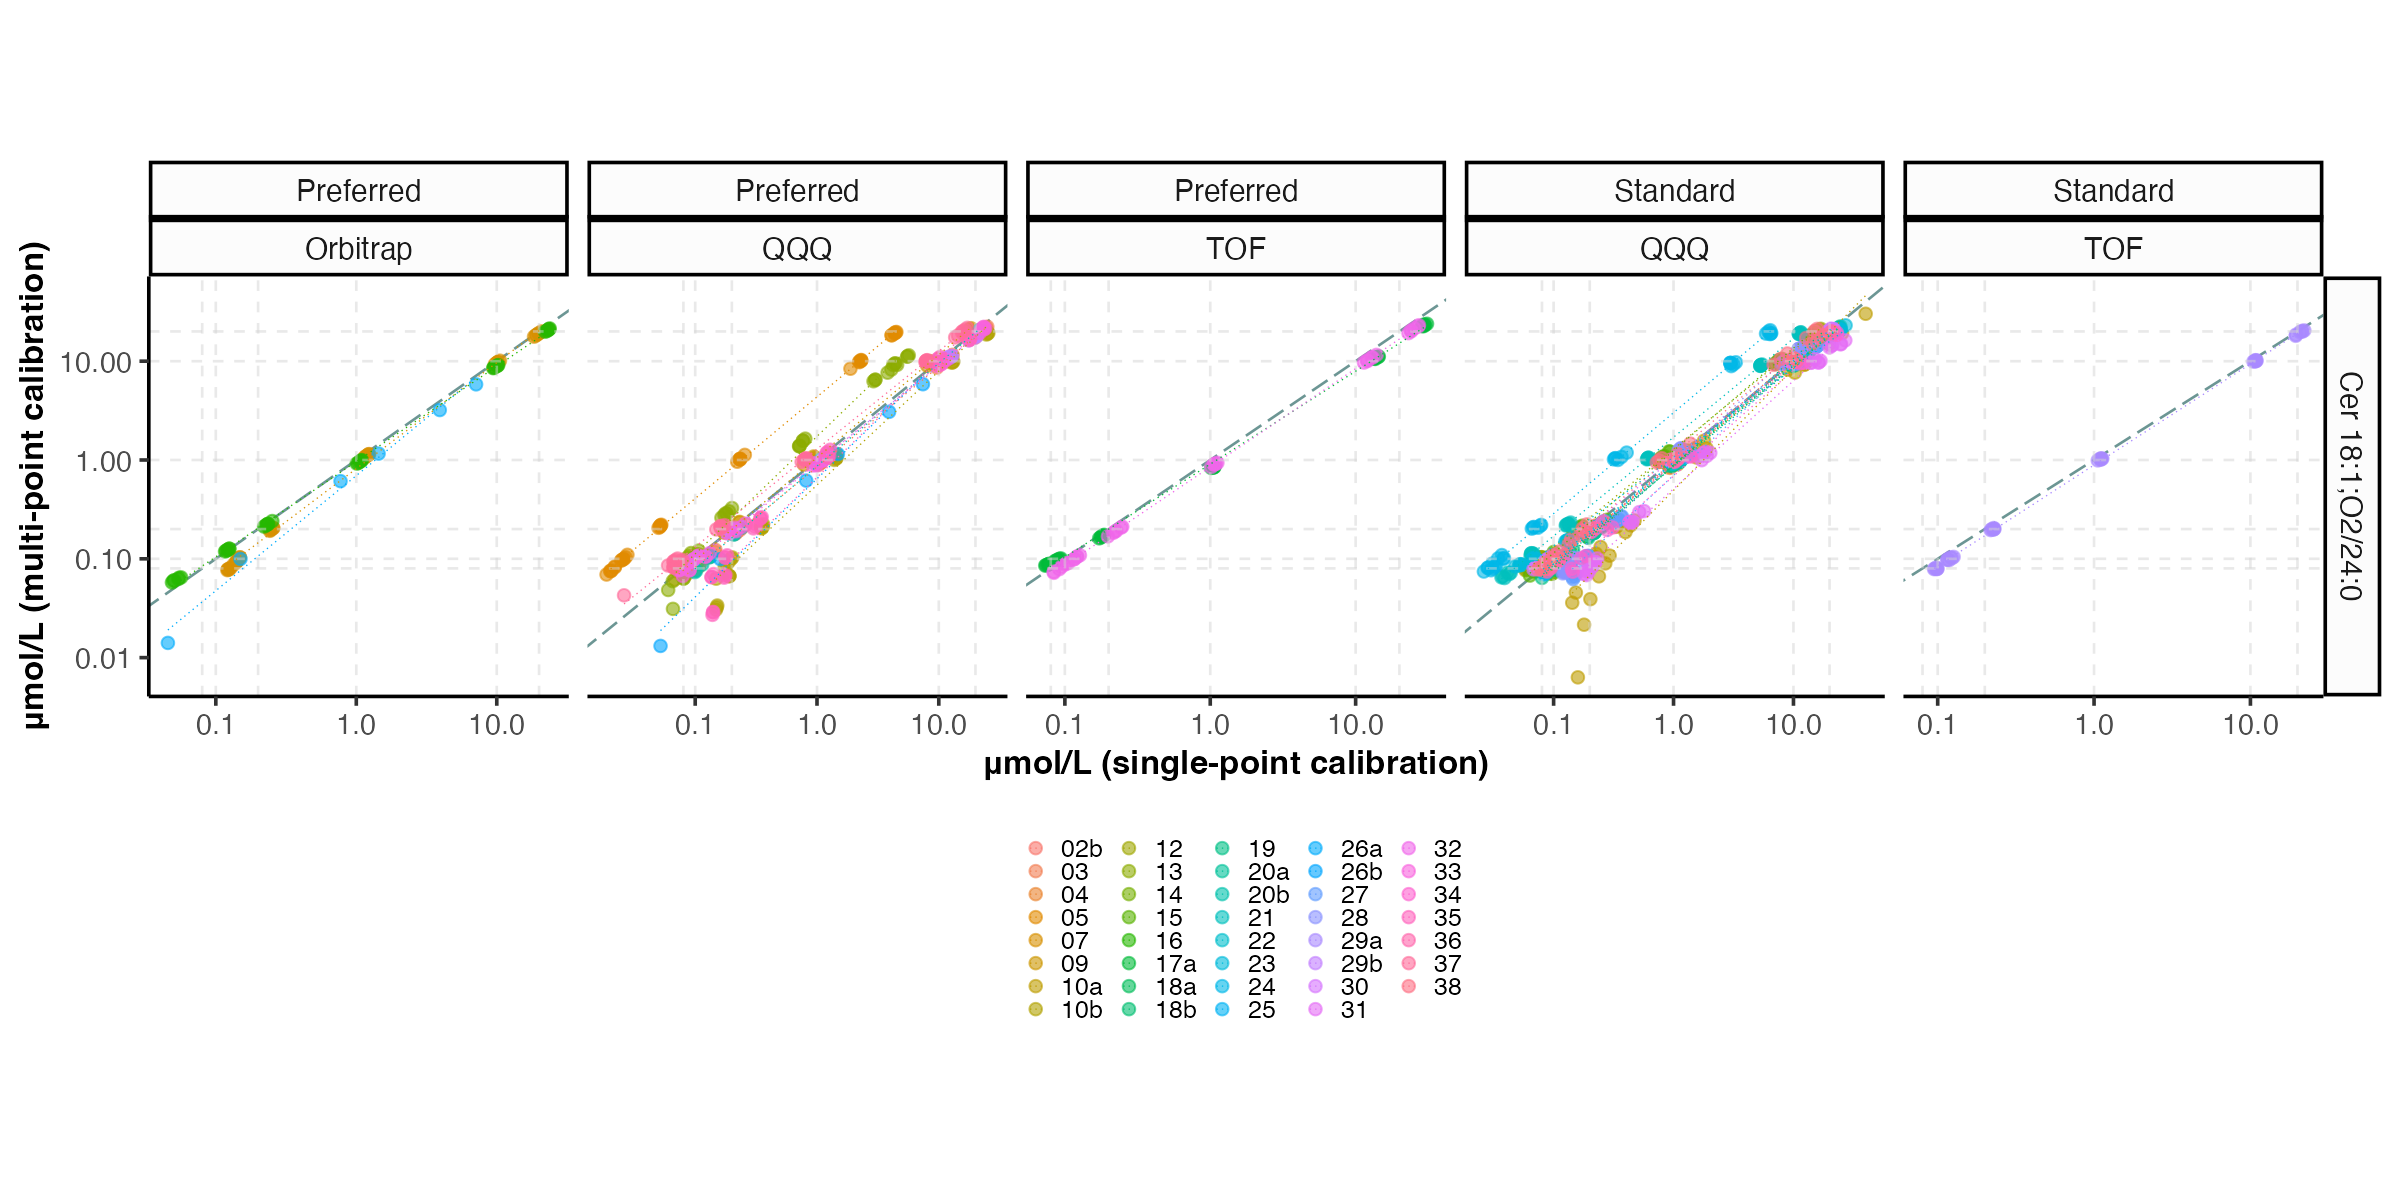 Preferred Preferred Preferred Standard Standard
Orbitrap QQQ TOF QQQ TOF
µmol/L (multi-point calibration)
10.00
1.00
0.10
0.01
Cer 18:1;O2/24:0
0.1 1.0 10.0 0.1 1.0 10.0 0.1 1.0 10.0 0.1 1.0 10.0 0.1 1.0 10.0
µmol/L (single-point calibration)
02b 12 19 26a 32
03 13 20a 26b 33
04 14 20b 27 34
05 15 21 28 35
07 16 22 29a 36
09 17a 23 29b 37
10a 18a 24 30 38
10b 18b 25 31